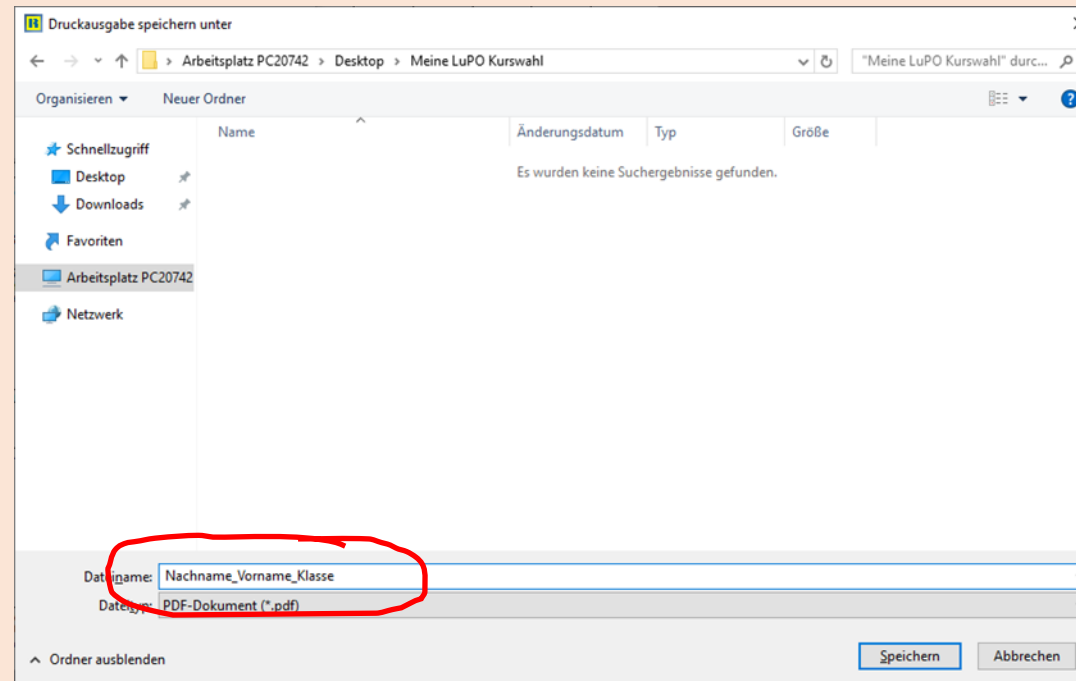 Druckausgabe speichern unter
Arbeitsplatz PC20742 › Desktop › Meine LuPO Kurswahl
"Meine LuPO Kurswahl" durc...
Organisieren
Neuer Ordner
Name
Änderungsdatum
Typ
Größe
Schnellzugriff
Es wurden keine Suchergebnisse gefunden.
Desktop
Downloads
Favoriten
Arbeitsplatz PC20742
Netzwerk
Dateiname: Nachname_Vorname_Klasse
Dateityp: PDF-Dokument (*.pdf)
Ordner ausblenden
Speichern
Abbrechen